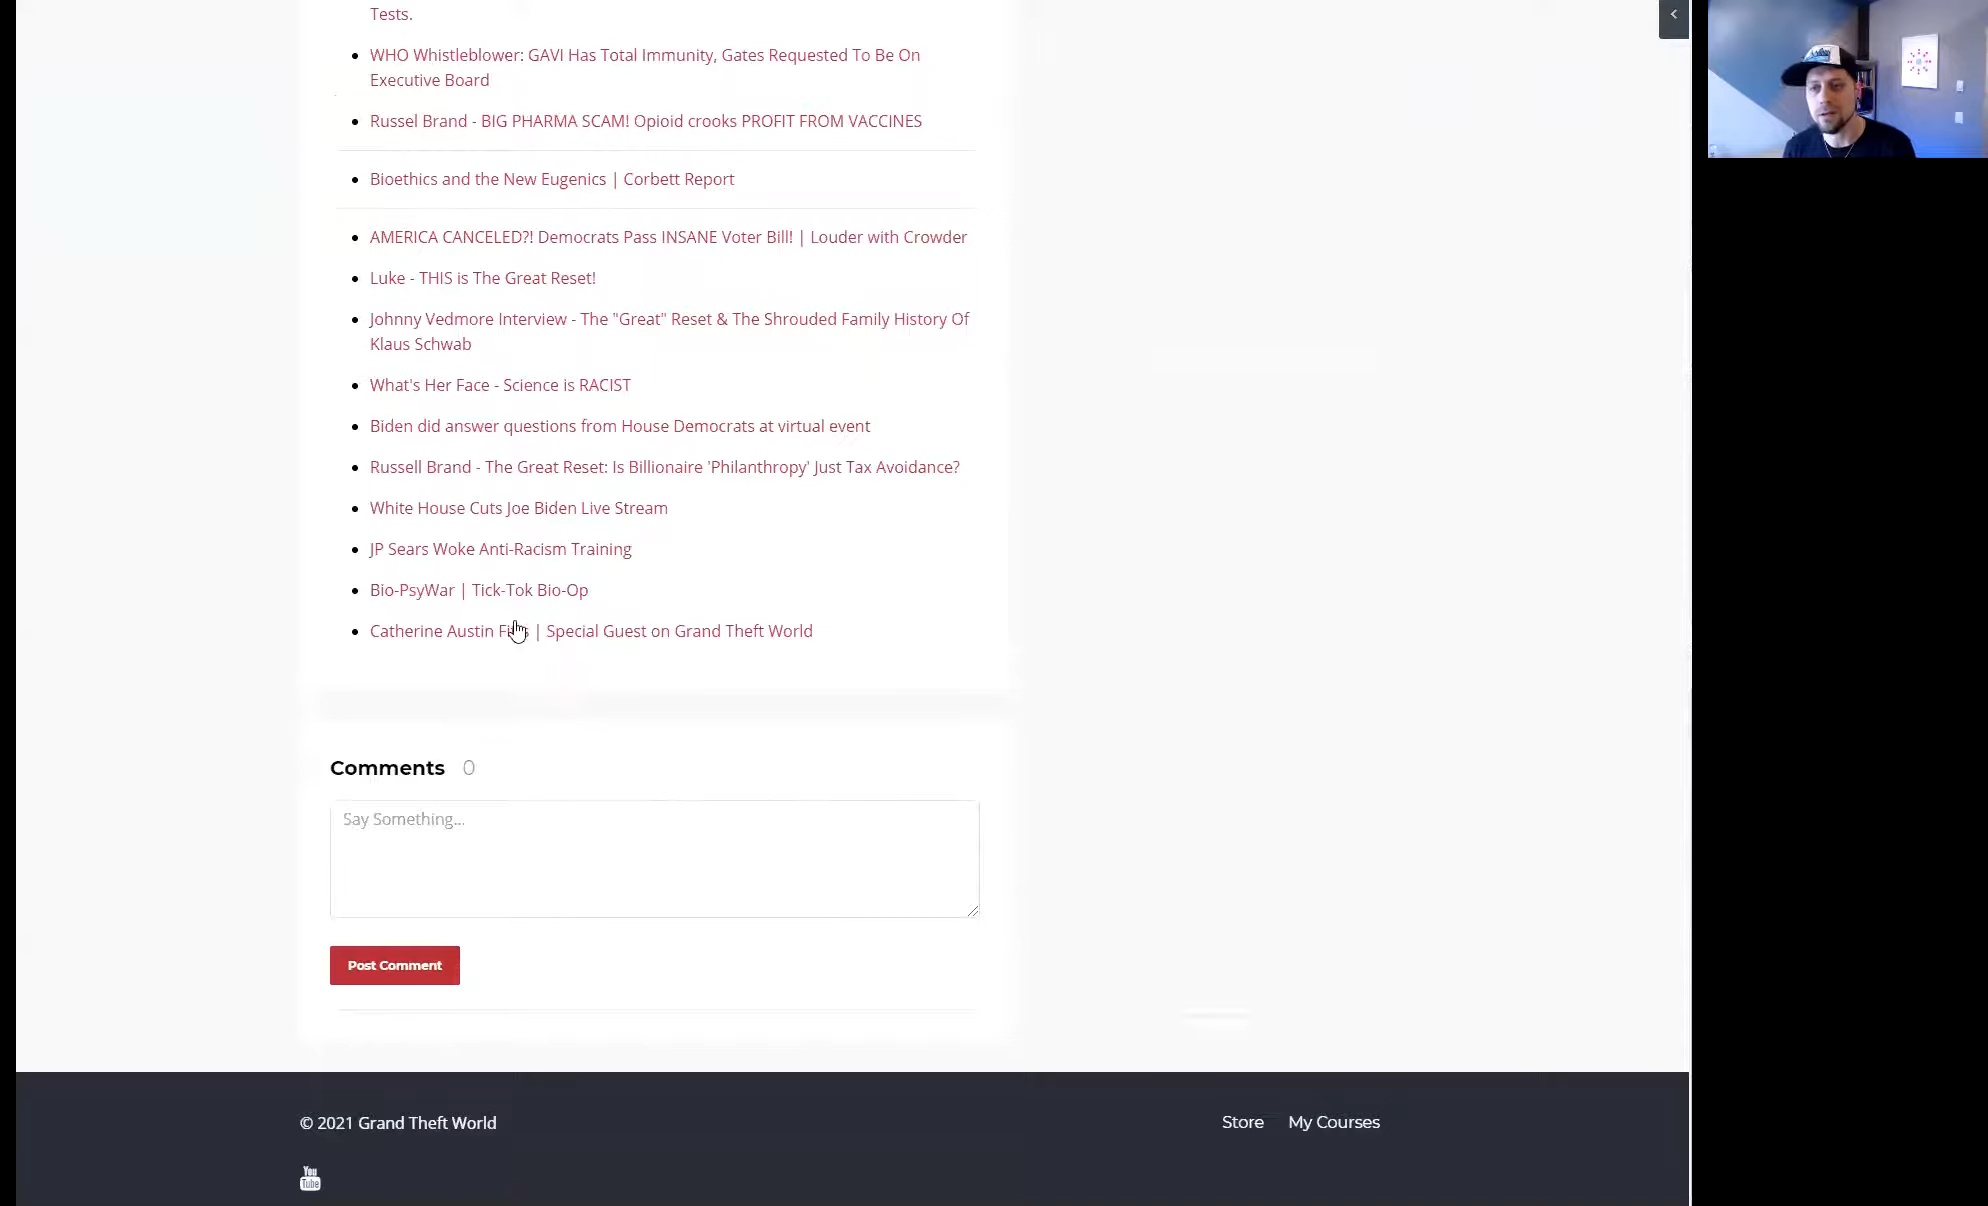 Tests.
WHO Whistleblower: GAVI Has Total Immunity, Gates Requested To Be On
Executive Board
Russel Brand - BIG PHARMA SCAM! Opioid crooks PROFIT FROM VACCINES
Bioethics and the New Eugenics | Corbett Report
AMERICA CANCELED?! Democrats Pass INSANE Voter Bill! | Louder with Crowder
Luke - THIS is The Great Reset!
Johnny Vedmore Interview - The "Great" Reset & The Shrouded Family History Of
Klaus Schwab
What's Her Face - Science is RACIST
Biden did answer questions from House Democrats at virtual event
Russell Brand - The Great Reset: Is Billionaire 'Philanthropy' Just Tax Avoidance?
White House Cuts Joe Biden Live Stream
JP Sears Woke Anti-Racism Training
Bio-PsyWar | Tick-Tok Bio-Op
Catherine Austin | Special Guest on Grand Theft World
Comments 0
Say Something...
Post Comment
© 2021 Grand Theft World
Store My Courses
You
Tube